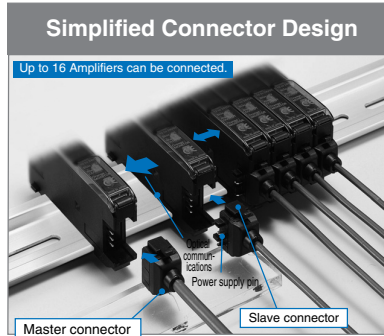 Simplified Connector Design
Up to 16 Amplifiers can be connected.
Optical
commun-
ications
Power supply pin
Slave connector
Master connector